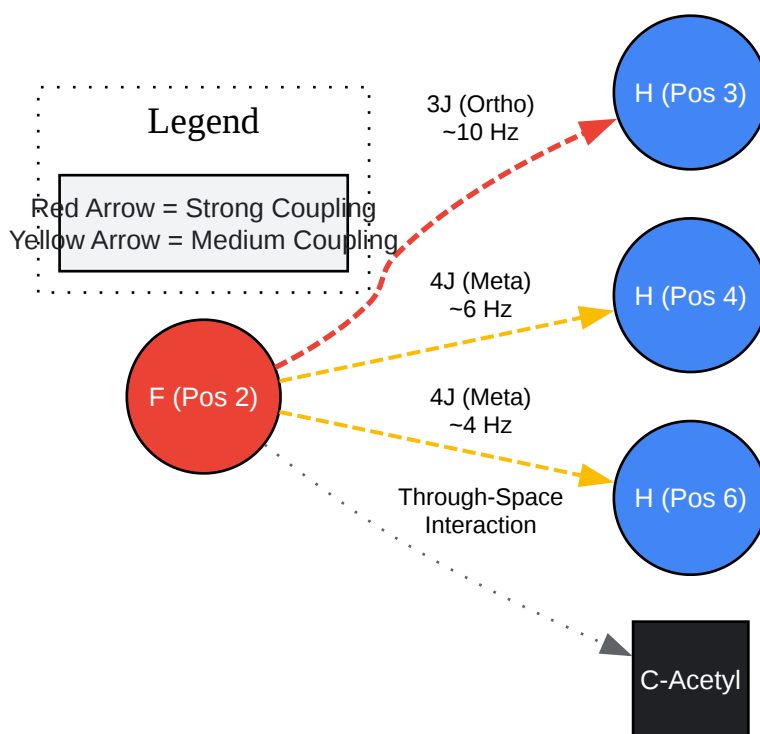 H (Pos 3)
3J (Ortho)
~10 Hz
Legend
Red Arrow = Strong Coupling
Yellow Arrow = Medium Coupling
4J (Meta)
~6 Hz
H (Pos 4)
F (Pos 2)
4J (Meta)
~4 Hz
H (Pos 6)
Through-Space
Interaction
C-Acetyl